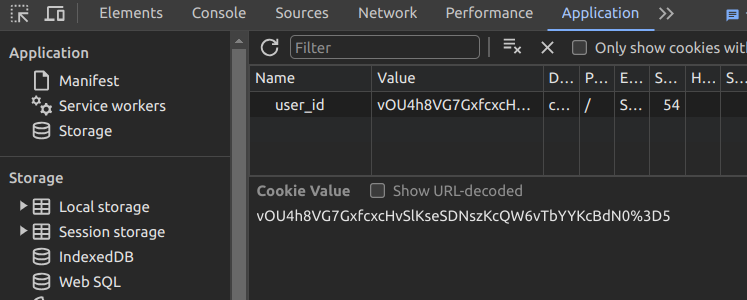 Elements Console Sources Network Performance Application
Filter Only show cookies wit
Application
Manifest
Service workers
Storage
Storage
Local storage
Session storage
IndexedDB
Web SQL
Name Value D... P... E... S... H... S...
user_id vOU4h8VG7GxfcxcH... c... / S... 54
Cookie Value Show URL-decoded
vOU4h8VG7GxfcxcHvSlKseSDNszKcQW6vTbYYKcBdN0%3D5